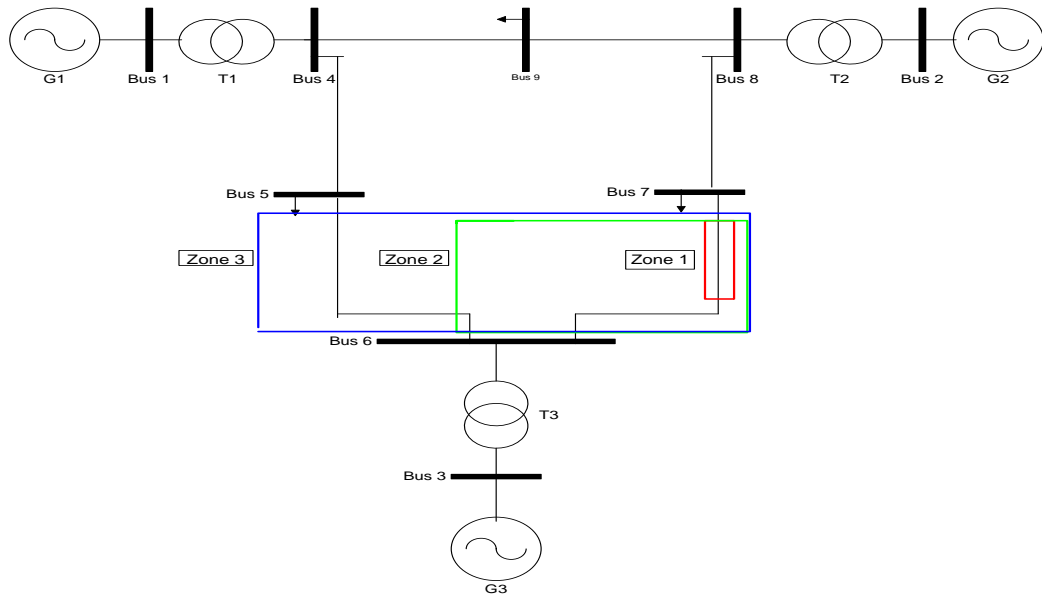 G1
Bus 1
T1
Bus 4
Bus 9
Bus 8
T2
Bus 2
G2
Bus 5
Bus 7
Zone 3
Zone 2
Zone 1
Bus 6
T3
Bus 3
G3